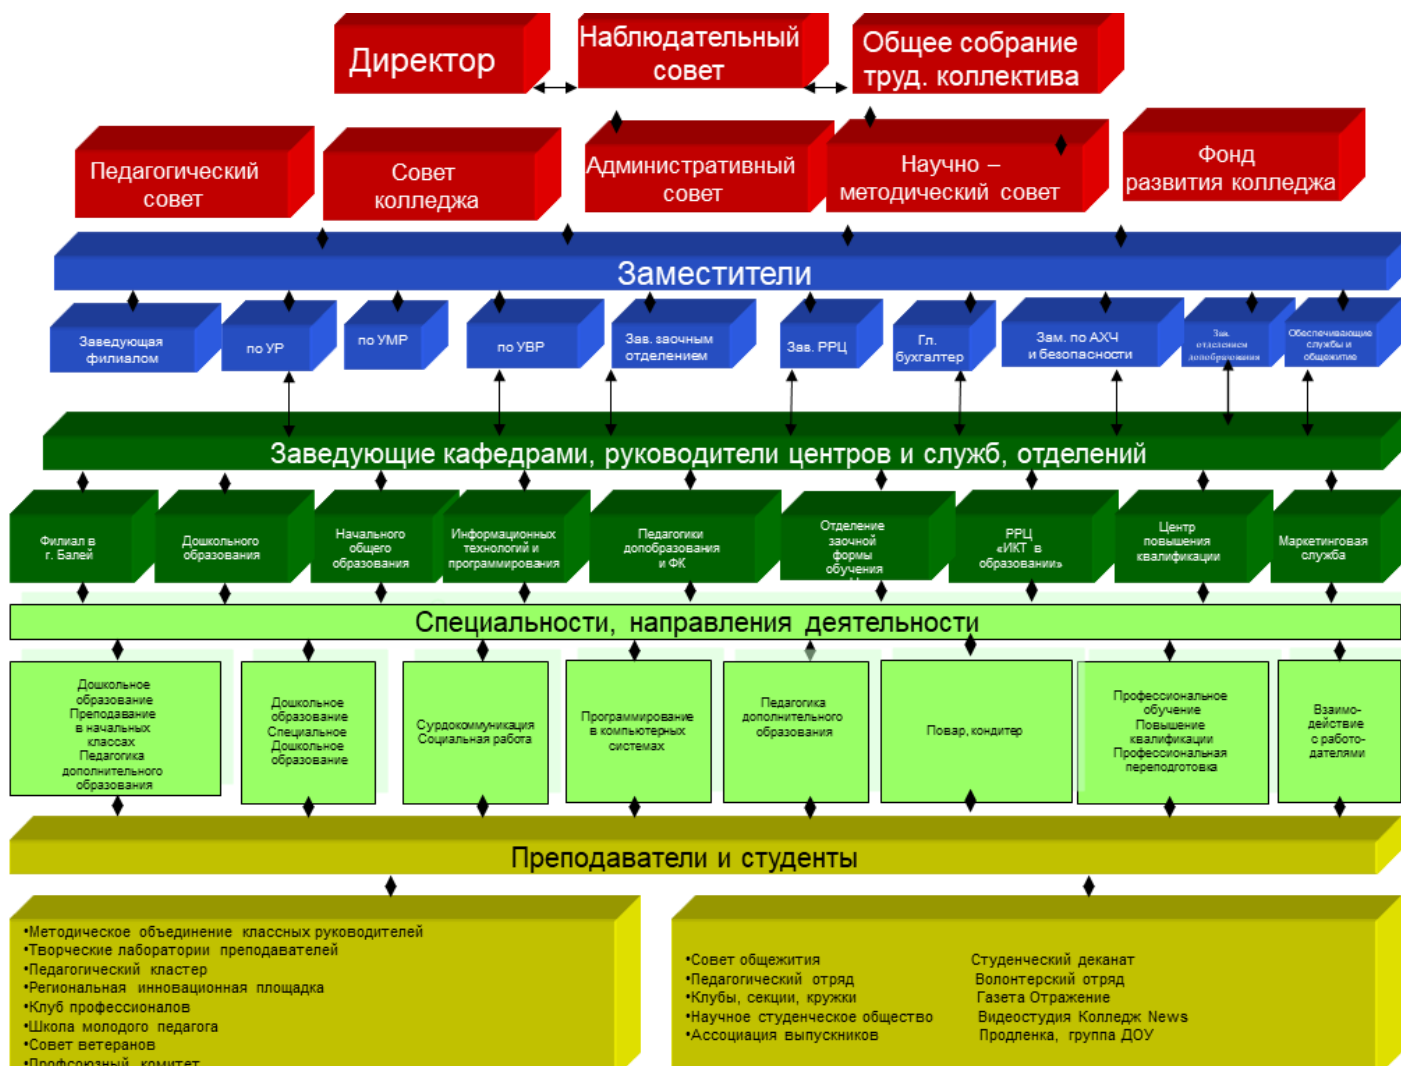 Директор
Наблюдательный
совет
Общее собрание
труд. коллектива
Педагогический
совет
Совет
колледжа
Административный
совет
Научно –
методический совет
Фонд
развития колледжа
Заместители
Заведующая
филиалом
по УР
по УМР
по УВР
Зав. заочным
отделением
Зав. РРЦ
Гл.
бухгалтер
Зам. по АХЧ
и безопасности
Зав.
отделением
допобразования
Обеспечивающие
службы и
общежитие
Заведующие кафедрами, руководители центров и служб, отделений
Филиал в
г. Балей
Дошкольного
образования
Начального
общего
образования
Информационных
технологий и
программирования
Педагогики
допобразования
и ФК
Отделение
заочной
формы
обучения
РРЦ
«ИКТ в
образовании»
Центр
повышения
квалификации
Маркетинговая
служба
Специальности, направления деятельности
Дошкольное
образование
Преподавание
в начальных
классах
Педагогика
дополнительного
образования
Дошкольное
образование
Специальное
Дошкольное
образование
Сурдокоммуникация
Социальная работа
Программирование
в компьютерных
системах
Педагогика
дополнительного
образования
Повар, кондитер
Профессиональное
обучение
Повышение
квалификации
Профессиональная
переподготовка
Взаимо-
действие
с работо-
дателями
Преподаватели и студенты
•Методическое объединение классных руководителей
•Творческие лаборатории преподавателей
•Педагогический кластер
•Региональная инновационная площадка
•Клуб профессионалов
•Школа молодого педагога
•Совет ветеранов
•Профсоюзный комитет
•Совет общежития Студенческий деканат
•Педагогический отряд Волонтерский отряд
•Клубы, секции, кружки Газета Отражение
•Научное студенческое общество Видеостудия Колледж News
•Ассоциация выпускников Продленка, группа ДОУ